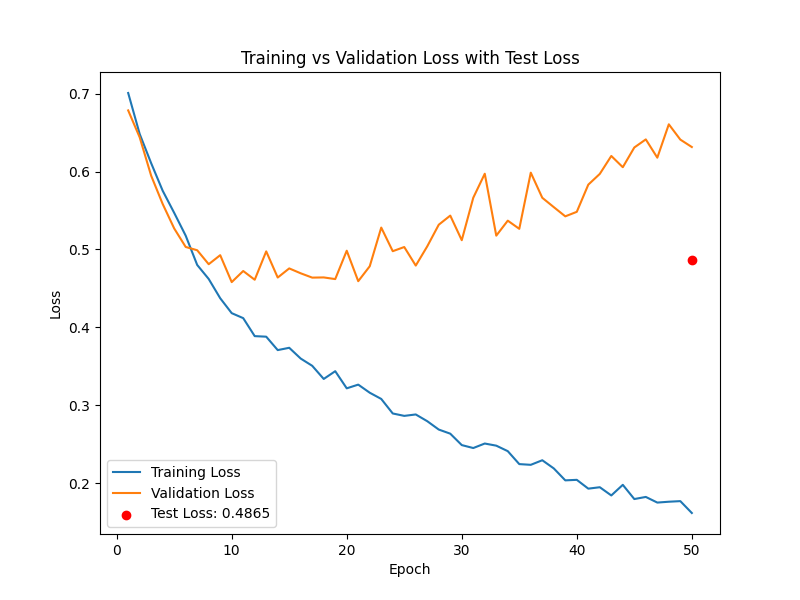 Training vs Validation Loss with Test Loss
0.7
0.6
0.5
0.4
0.3
0.2
Loss
Training Loss
Validation Loss
Test Loss: 0.4865
0 10 20 30 40 50
Epoch